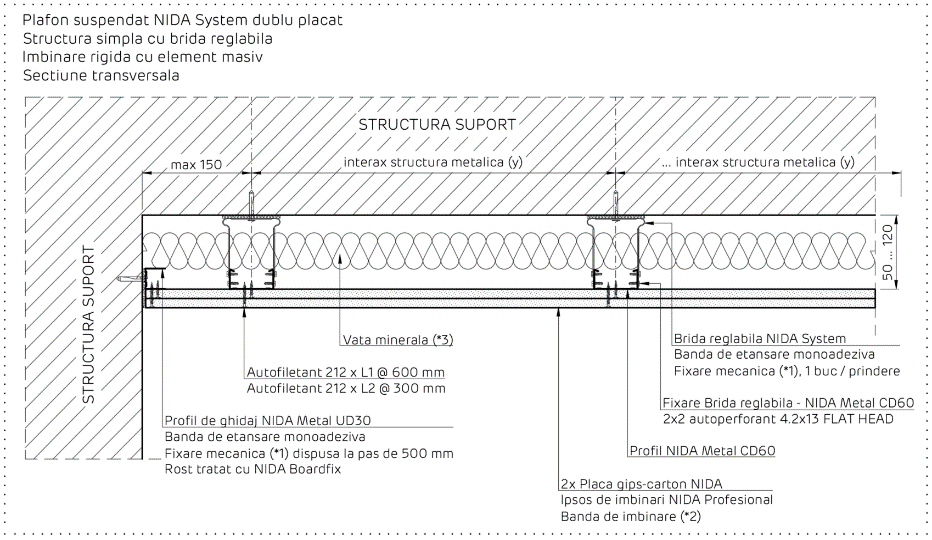 Plafon suspendat NIDA System dublu placat
Structura simpla cu brida reglabila
Imbinare rigida cu element masiv
Sectiune transversala
STRUCTURA SUPORT
max 150
interax structura metalica (y)
... interax structura metalica (y)
50 ... 120
STRUCTURA SUPORT
Vata minerala (*3)
Brida reglabila NIDA System
Banda de etansare monoadeziva
Fixare mecanica (*1), 1 buc / prindere
Autofiletant 212 x L1 @ 600 mm
Autofiletant 212 x L2 @ 300 mm
Fixare Brida reglabila - NIDA Metal CD60
2x2 autoperforant 4.2x13 FLAT HEAD
Profil de ghidaj NIDA Metal UD30
Banda de etansare monoadeziva
Fixare mecanica (*1) dispusa la pas de 500 mm
Rost tratat cu NIDA Boardfix
Profil NIDA Metal CD60
2x Placa gips-carton NIDA
Ipsos de imbinari NIDA Profesional
Banda de imbinare (*2)